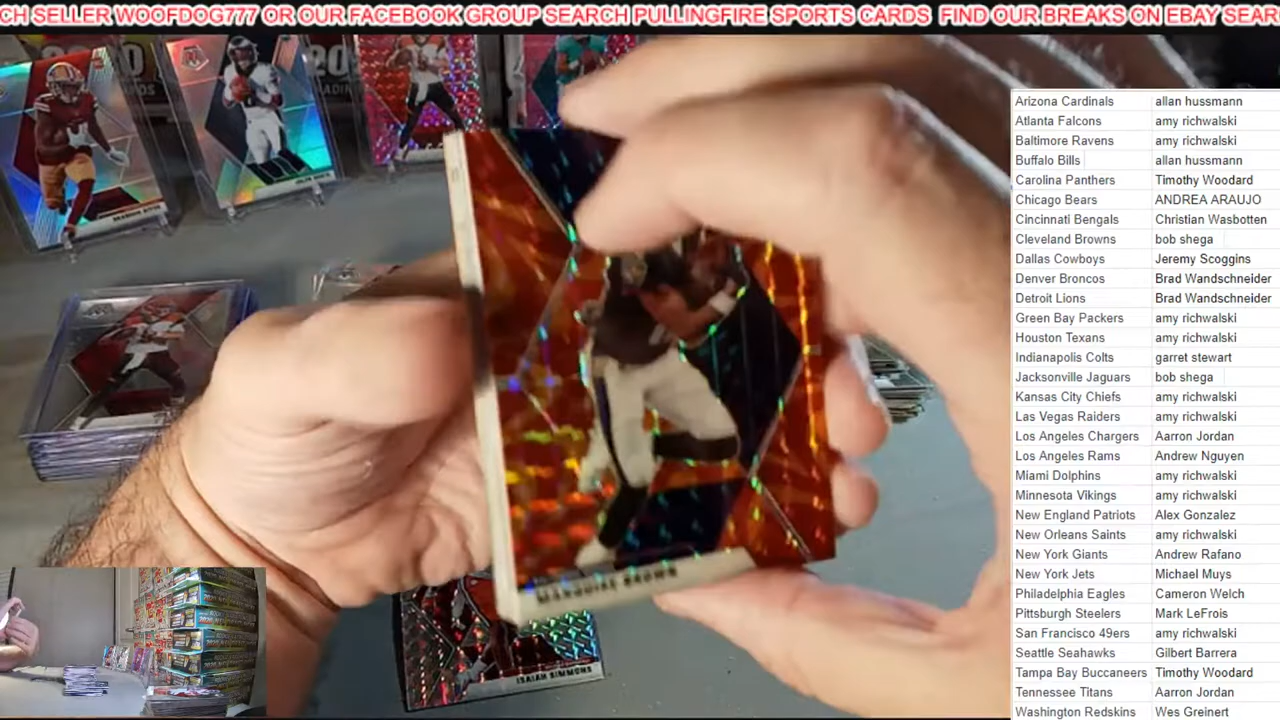 CH SELLER WOOFDOG777 OR OUR FACEBOOK GROUP SEARCH PULLINGFIRE SPORTS CARDS  FIND OUR BREAKS ON EBAY SEAR
Arizona Cardinals allan hussmann
Atlanta Falcons amy richwalski
Baltimore Ravens amy richwalski
Buffalo Bills allan hussmann
Carolina Panthers Timothy Woodard
Chicago Bears ANDREA ARAUJO
Cincinnati Bengals Christian Wasbotten
Cleveland Browns bob shega
Dallas Cowboys Jeremy Scoggins
Denver Broncos Brad Wandschneider
Detroit Lions Brad Wandschneider
Green Bay Packers amy richwalski
Houston Texans amy richwalski
Indianapolis Colts garret stewart
Jacksonville Jaguars bob shega
Kansas City Chiefs amy richwalski
Las Vegas Raiders amy richwalski
Los Angeles Chargers Aarron Jordan
Los Angeles Rams Andrew Nguyen
Miami Dolphins amy richwalski
Minnesota Vikings amy richwalski
New England Patriots Alex Gonzalez
New Orleans Saints amy richwalski
New York Giants Andrew Rafano
New York Jets Michael Muys
Philadelphia Eagles Cameron Welch
Pittsburgh Steelers Mark LeFrois
San Francisco 49ers amy richwalski
Seattle Seahawks Gilbert Barrera
Tampa Bay Buccaneers Timothy Woodard
Tennessee Titans Aarron Jordan
Washington Redskins Wes Greinert
MARQUISE BROWN
ISAIAH SIMMONS